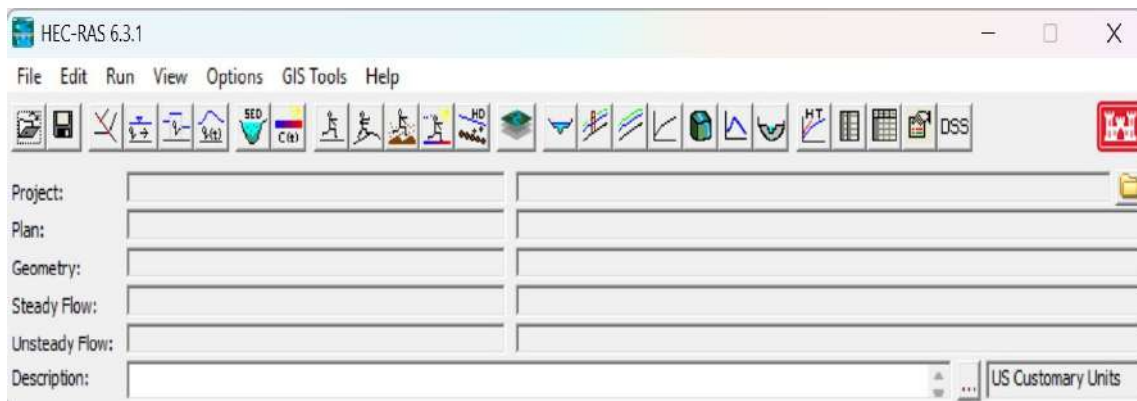 HEC-RAS 6.3.1
File Edit Run View Options GIS Tools Help
SED C(t) HD HT DSS
Project:
Plan:
Geometry:
Steady Flow:
Unsteady Flow:
Description: ... US Customary Units